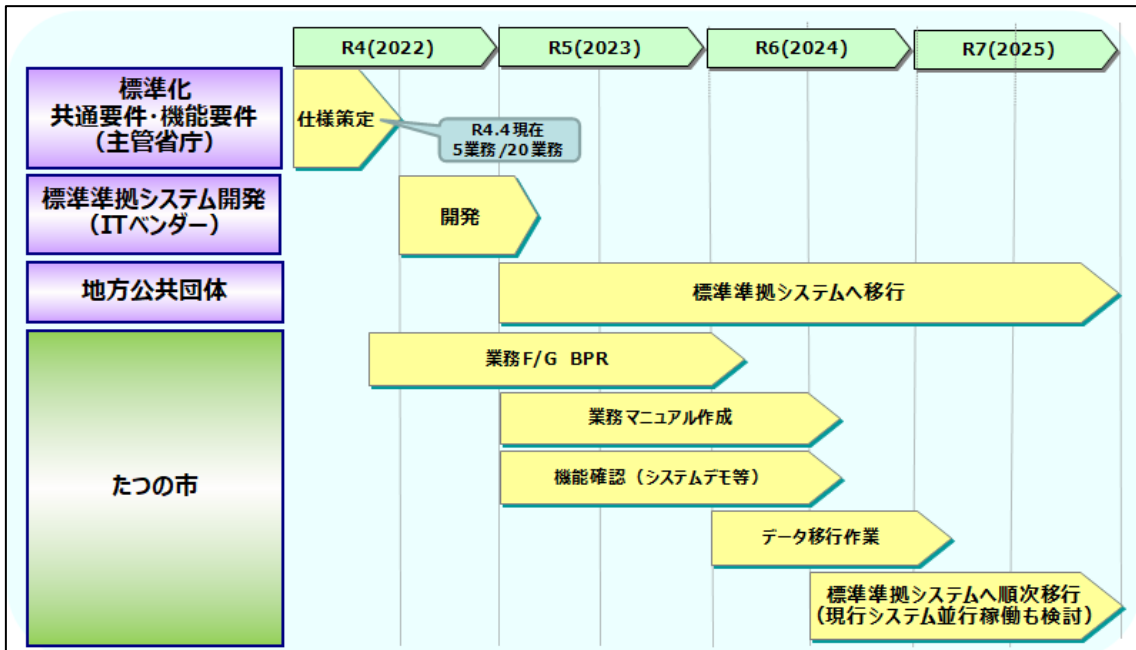 R4(2022)
R5(2023)
R6(2024)
R7(2025)
標準化
共通要件・機能要件
(主管省庁)
仕様策定
R4.4現在
5業務/20業務
標準準拠システム開発
(ITベンダー)
開発
地方公共団体
標準準拠システムへ移行
たつの市
業務F/G BPR
業務マニュアル作成
機能確認(システムデモ等)
データ移行作業
標準準拠システムへ順次移行
(現行システム並行稼働も検討)